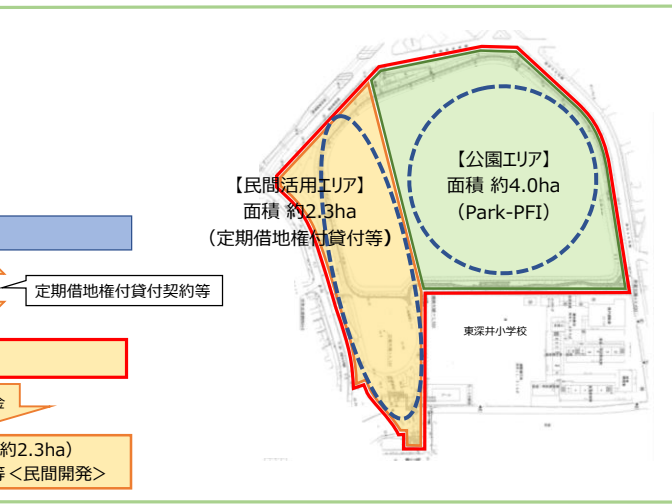 【民間活用エリア】
面積 約2.3ha
（定期借地権付貸付等）
【公園エリア】
面積 約4.0ha
（Park-PFI）
定期借地権付貸付契約等
東深井小学校
金
約2.3ha）
等＜民間開発＞